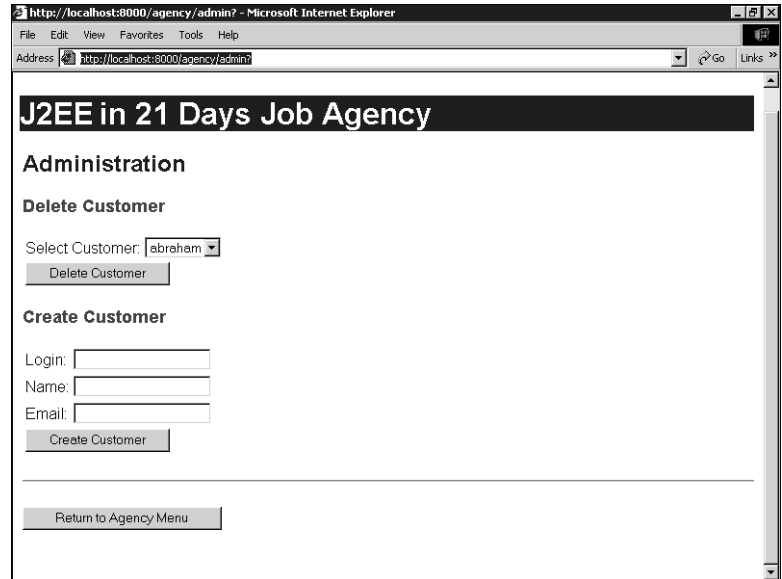 http://localhost:8000/agency/admin? - Microsoft Internet Explorer
File Edit View Favorites Tools Help
Address http://localhost:8000/agency/admin? Go Links »
J2EE in 21 Days Job Agency
Administration
Delete Customer
Select Customer: abraham
Delete Customer
Create Customer
Login:
Name:
Email:
Create Customer
Return to Agency Menu